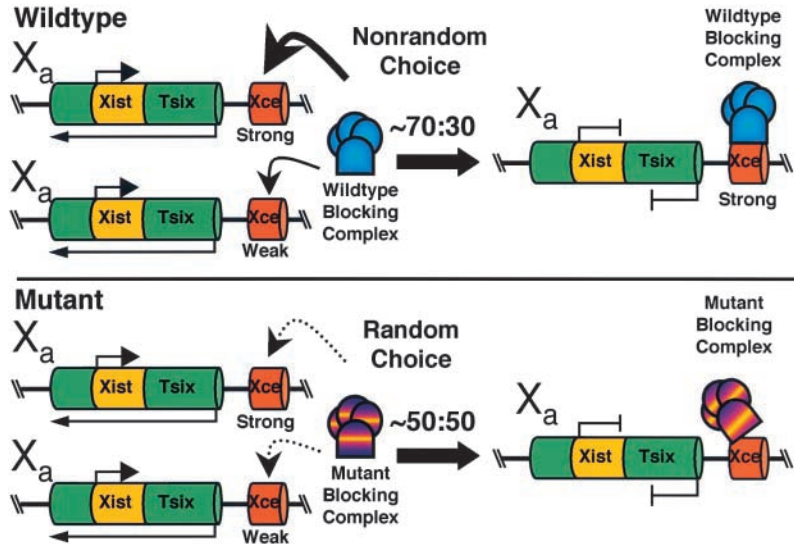 Wildtype
Xa
Xist Tsix Xce
Strong
Nonrandom
Choice
Xa
Xist Tsix Xce
Weak
~70:30
Wildtype
Blocking
Complex
Wildtype
Blocking
Complex
Xa
Xist Tsix Xce
Strong
Mutant
Xa
Xist Tsix Xce
Strong
Random
Choice
Xa
Xist Tsix Xce
Weak
~50:50
Mutant
Blocking
Complex
Mutant
Blocking
Complex
Xa
Xist Tsix Xce